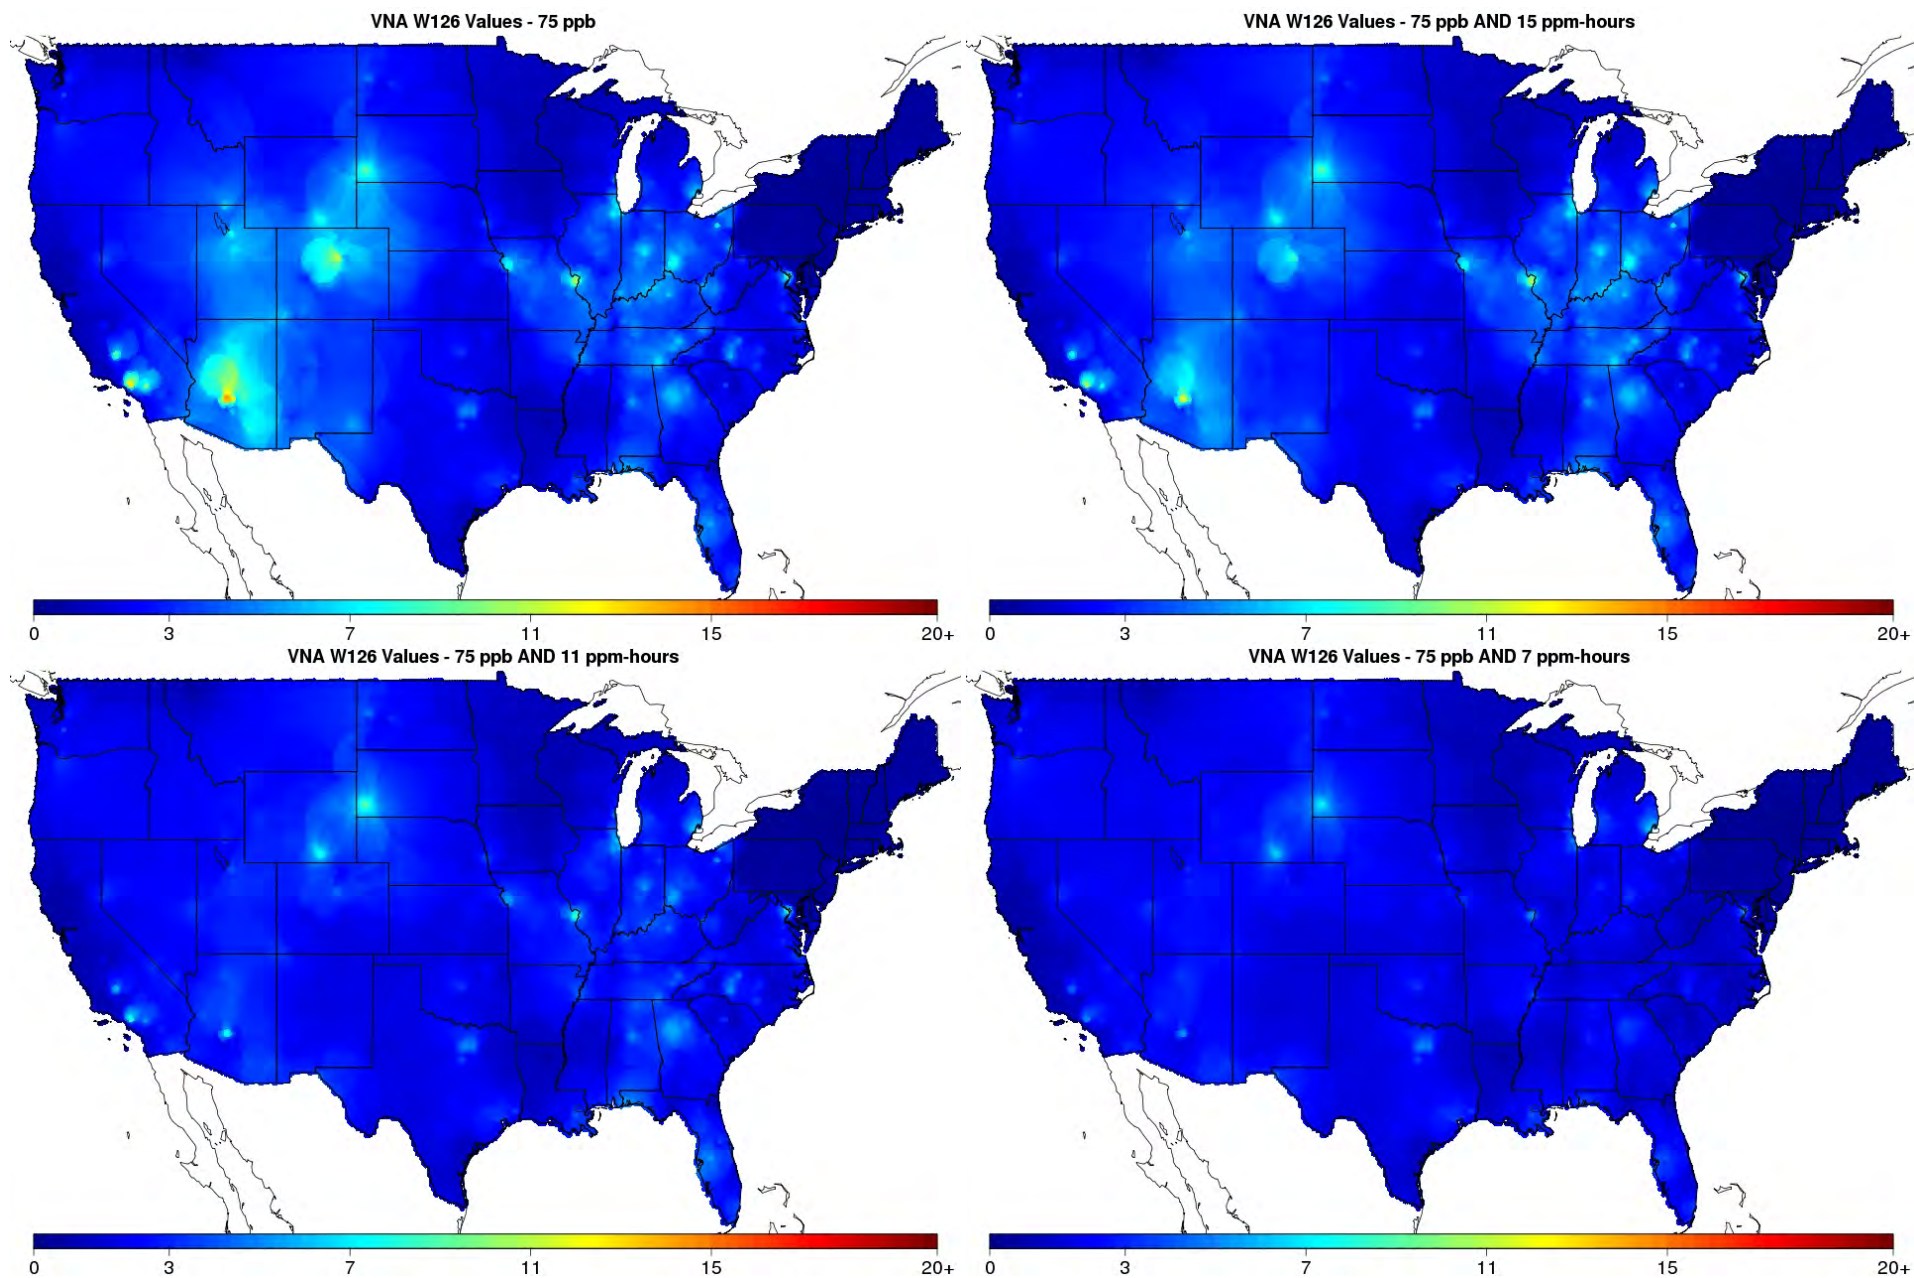 VNA W126 Values - 75 ppb
0 3 7 11 15 20+
VNA W126 Values - 75 ppb AND 15 ppm-hours
0 3 7 11 15 20+
VNA W126 Values - 75 ppb AND 11 ppm-hours
0 3 7 11 15 20+
VNA W126 Values - 75 ppb AND 7 ppm-hours
0 3 7 11 15 20+